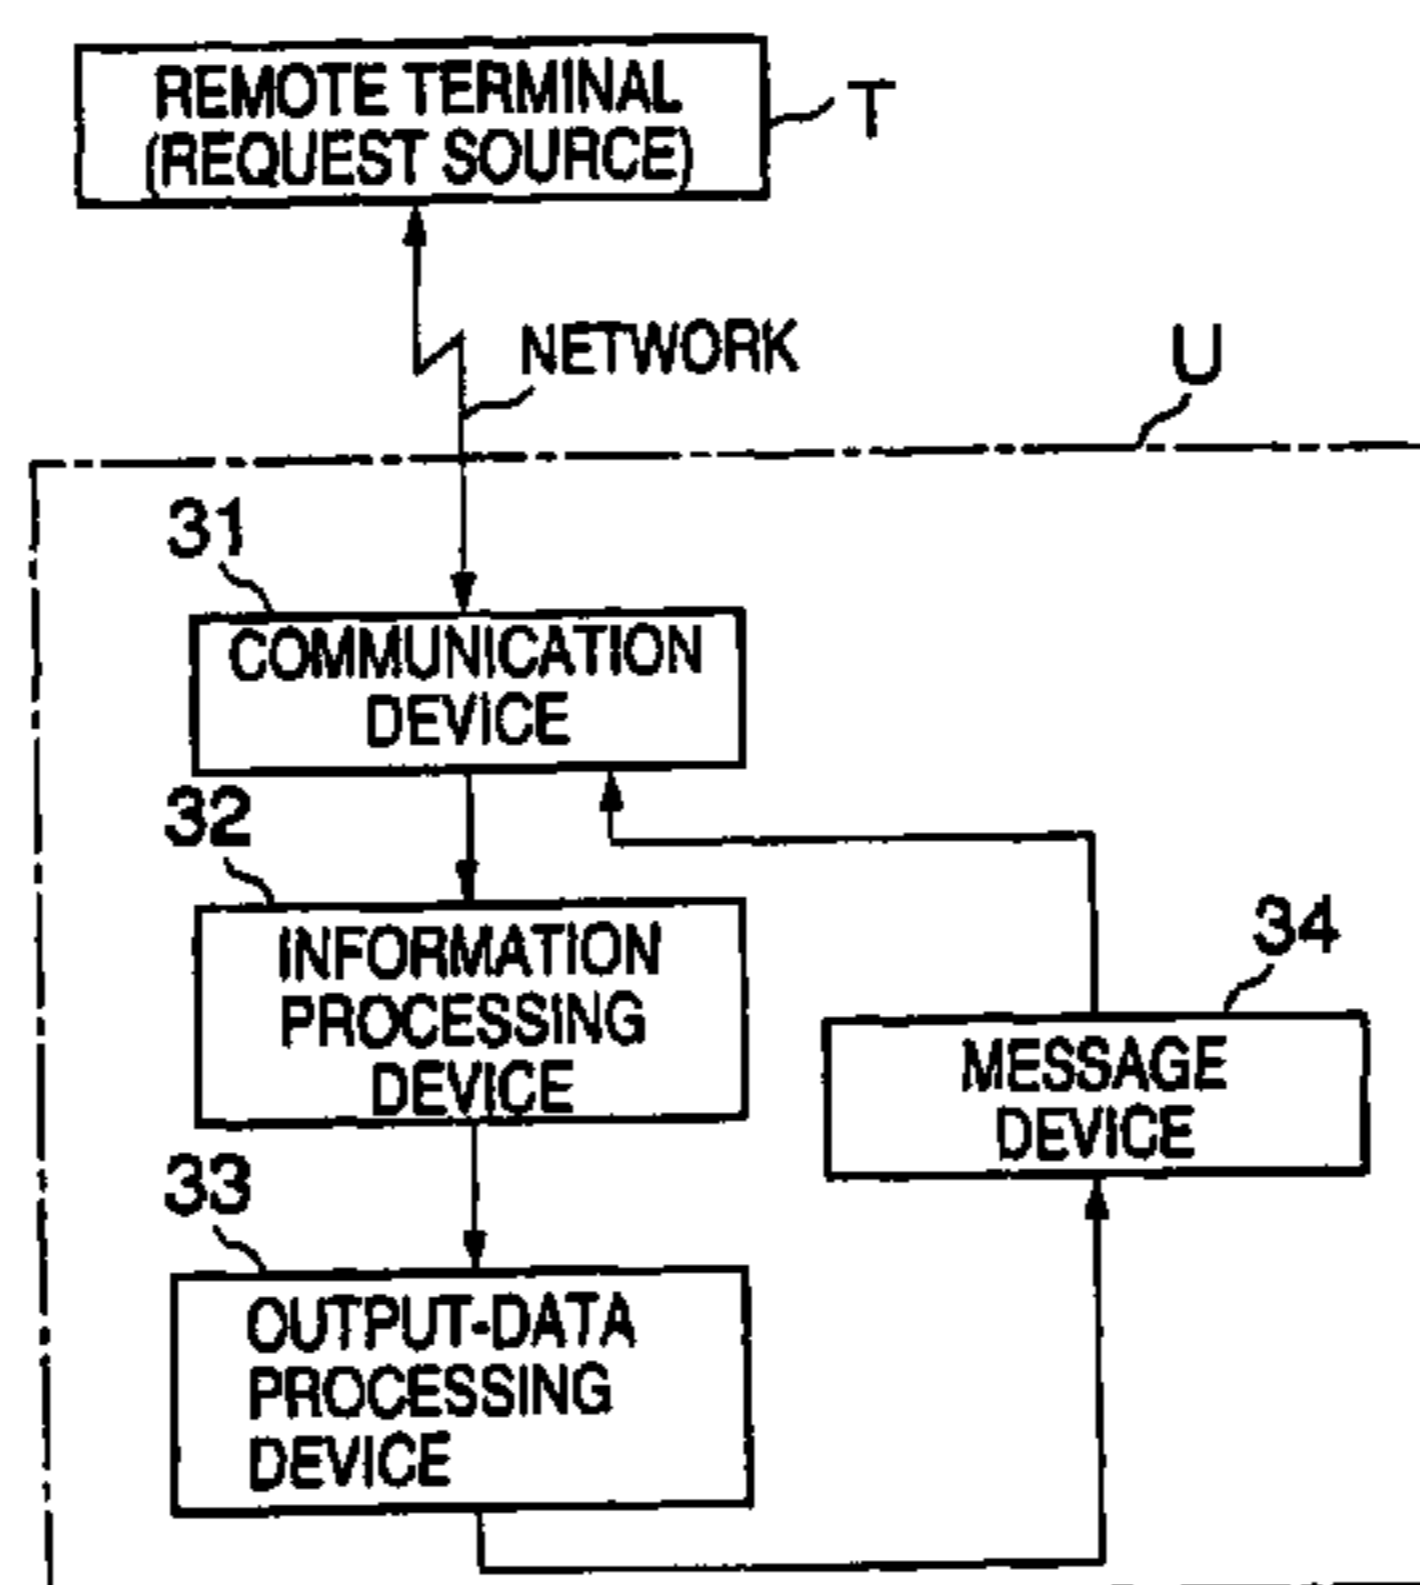 REMOTE TERMINAL
(REQUEST SOURCE)
T
NETWORK
U
31
COMMUNICATION
DEVICE
32
INFORMATION
PROCESSING
DEVICE
34
MESSAGE
DEVICE
33
OUTPUT-DATA
PROCESSING
DEVICE